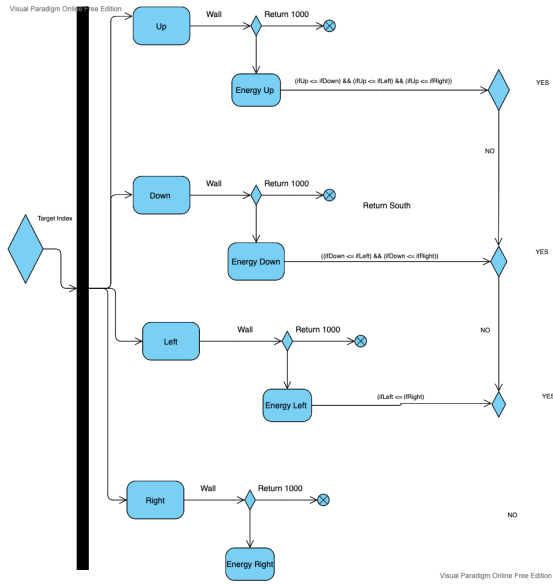 Visual Paradigm Online Free Edition
Up
Wall
Return 1000
Energy Up
(ifUp <= ifDown) && (ifUp <= ifLeft) && (ifUp <= ifRight))
YES
NO
Down
Wall
Return 1000
Return South
Target Index
Energy Down
((ifDown <= ifLeft) && (ifDown <= ifRight))
YES
NO
Left
Wall
Return 1000
Energy Left
(ifLeft <= ifRight)
YES
Right
Wall
Return 1000
NO
Energy Right
Visual Paradigm Online Free Edition